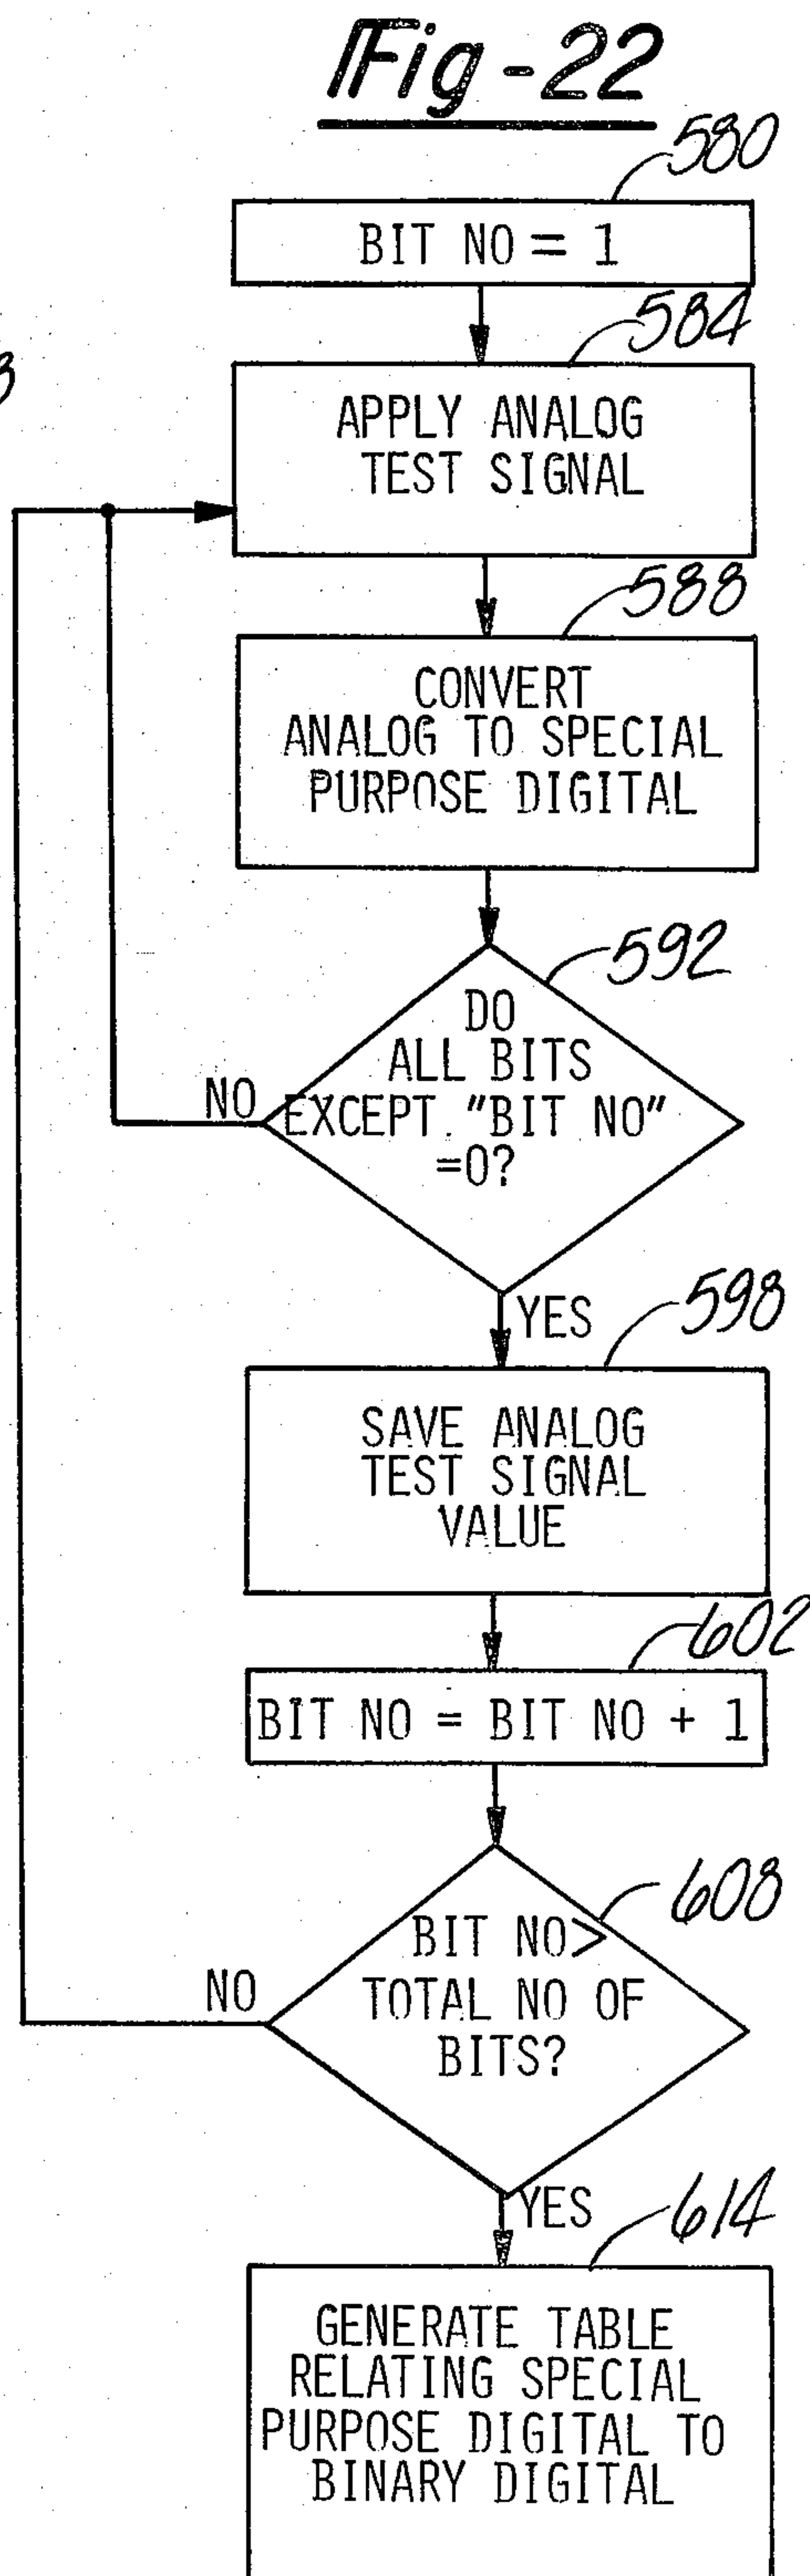 Fig-22
580
BIT NO = 1
584
3
APPLY ANALOG
TEST SIGNAL
588
CONVERT
ANALOG TO SPECIAL
PURPOSE DIGITAL
592
DO
ALL BITS
NO
EXCEPT "BIT NO"
=0?
YES
598
SAVE ANALOG
TEST SIGNAL
VALUE
602
BIT NO = BIT NO + 1
608
BIT NO>
NO
TOTAL NO OF
BITS?
YES
614
GENERATE TABLE
RELATING SPECIAL
PURPOSE DIGITAL TO
BINARY DIGITAL